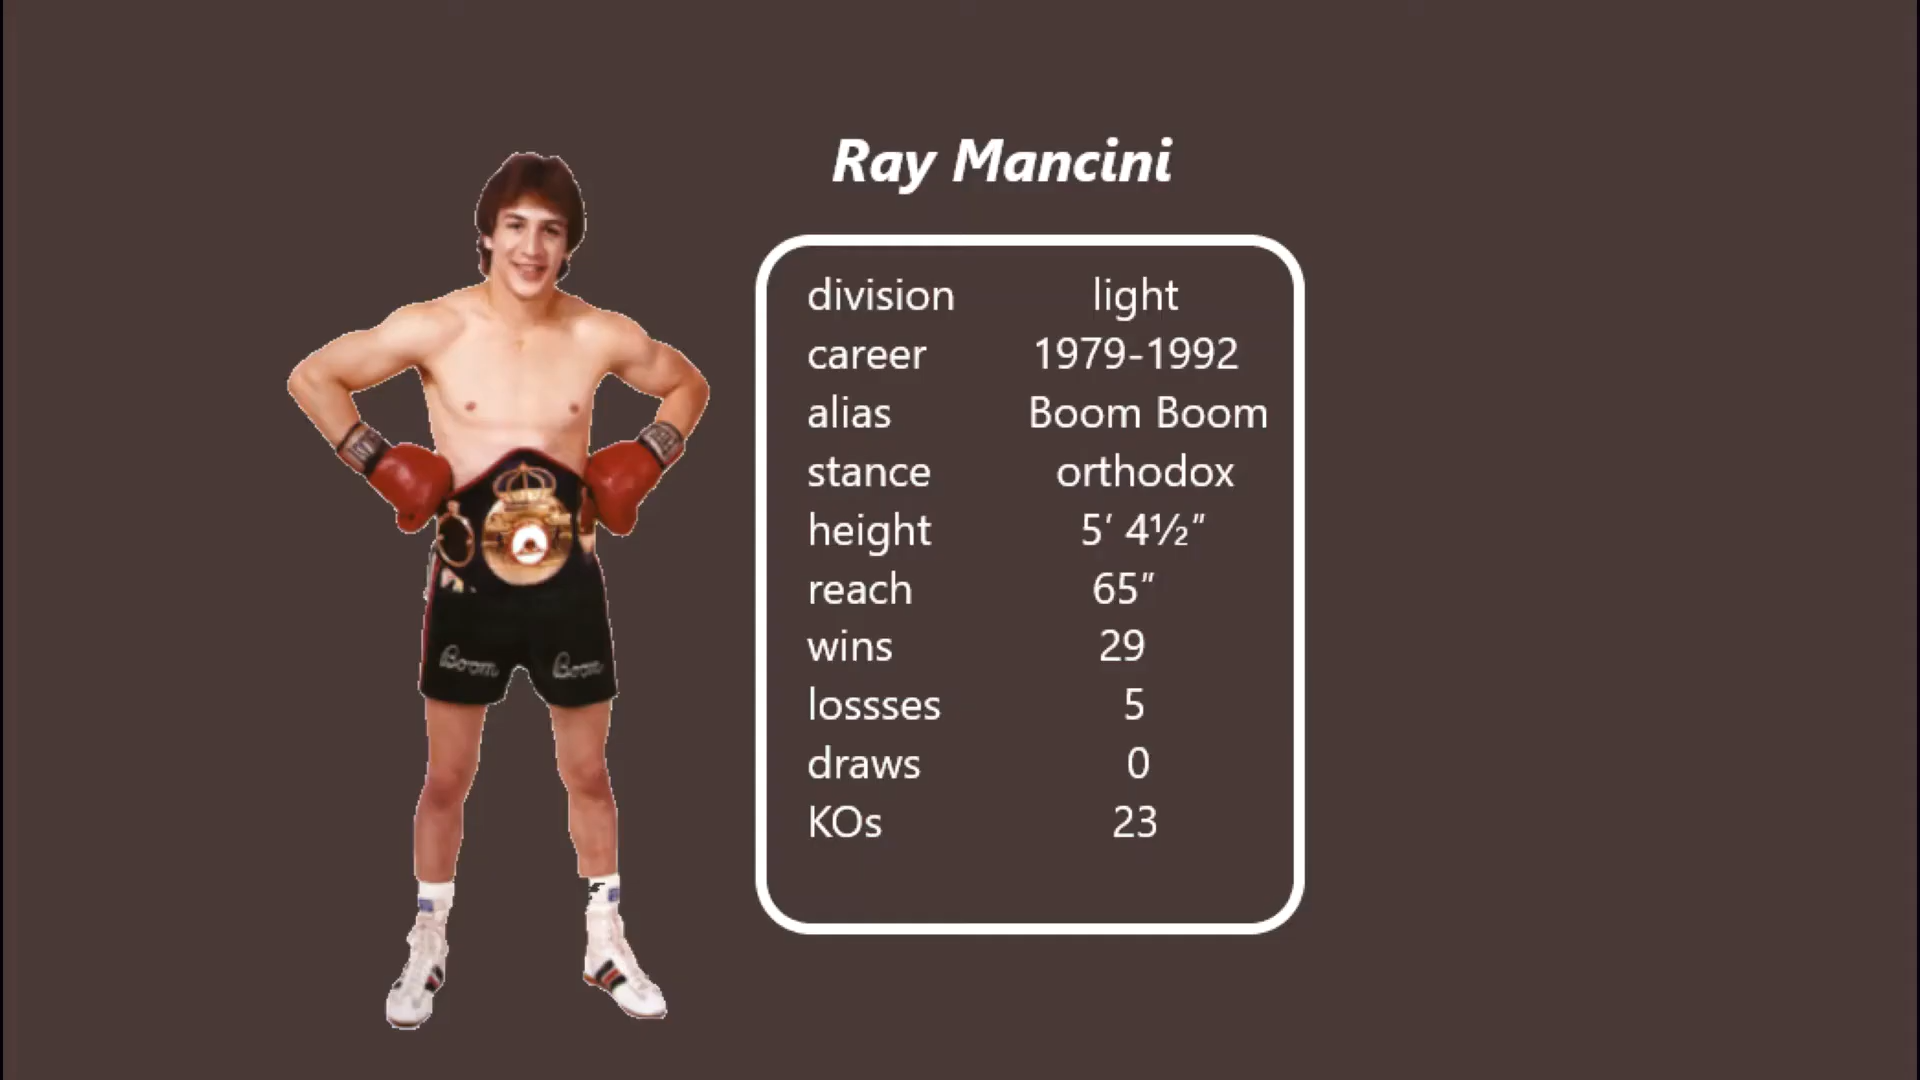 Ray Mancini
division light
career 1979-1992
alias Boom Boom
stance orthodox
height 5′ 4½″
reach 65″
wins 29
lossses 5
draws 0
KOs 23
Boom Boom